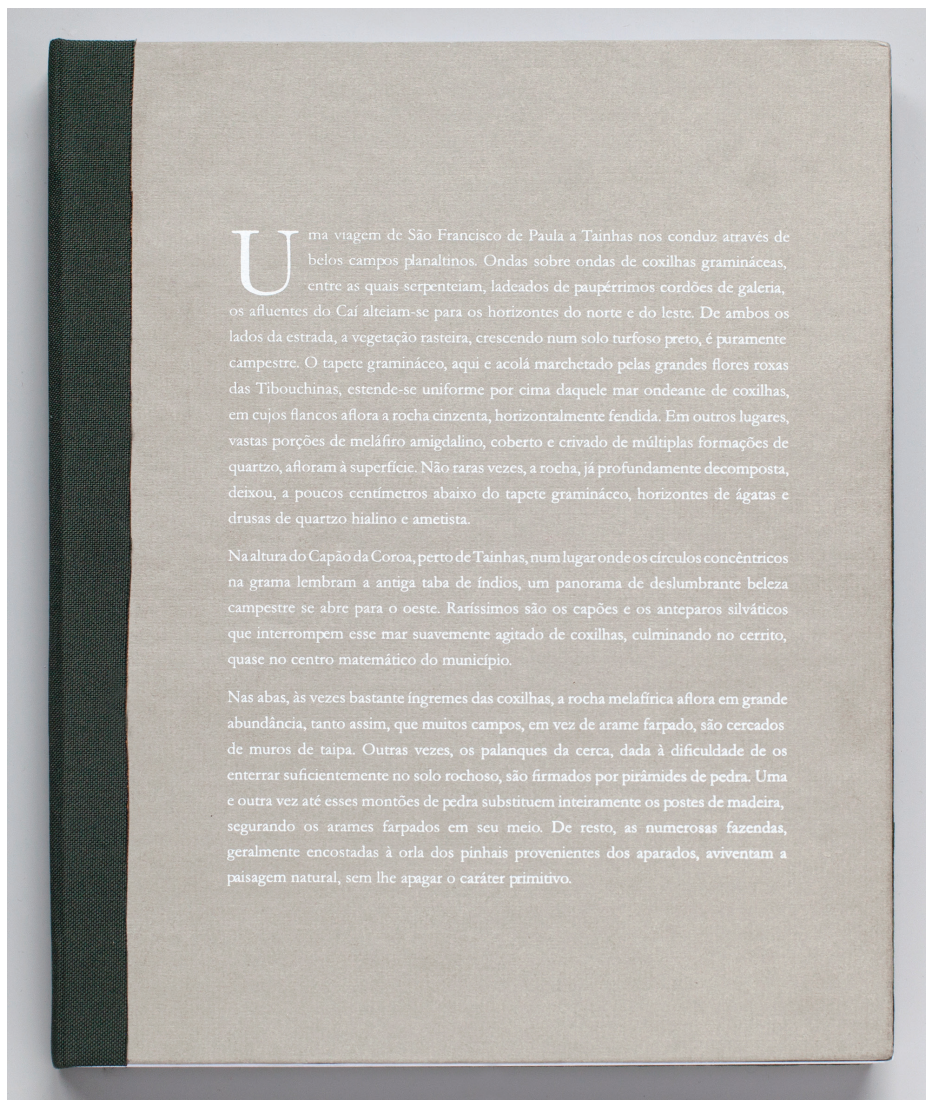 Uma viagem de São Francisco de Paula a Tainhas nos conduz através de
belos campos planaltinos. Ondas sobre ondas de coxilhas gramináceas,
entre as quais serpenteiam, ladeados de paupérrimos cordões de galeria,
os afluentes do Caí alteiam-se para os horizontes do norte e do leste. De ambos os
lados da estrada, a vegetação rasteira, crescendo num solo turfoso preto, é puramente
campestre. O tapete gramináceo, aqui e acolá marchetado pelas grandes flores roxas
das Tibouchinas, estende-se uniforme por cima daquele mar ondeante de coxilhas,
em cujos flancos aflora a rocha cinzenta, horizontalmente fendida. Em outros lugares,
vastas porções de meláfiro amigdalino, coberto e crivado de múltiplas formações de
quartzo, afloram à superfície. Não raras vezes, a rocha, já profundamente decomposta,
deixou, a poucos centímetros abaixo do tapete gramináceo, horizontes de ágatas e
drusas de quartzo hialino e ametista.
Na altura do Capão da Coroa, perto de Tainhas, num lugar onde os círculos concêntricos
na grama lembram a antiga taba de índios, um panorama de deslumbrante beleza
campestre se abre para o oeste. Raríssimos são os capões e os anteparos silváticos
que interrompem esse mar suavemente agitado de coxilhas, culminando no cerrito,
quase no centro matemático do município.
Nas abas, às vezes bastante íngremes das coxilhas, a rocha melafírica aflora em grande
abundância, tanto assim, que muitos campos, em vez de arame farpado, são cercados
de muros de taipa. Outras vezes, os palanques da cerca, dada à dificuldade de os
enterrar suficientemente no solo rochoso, são firmados por pirâmides de pedra. Uma
e outra vez até esses montões de pedra substituem inteiramente os postes de madeira,
segurando os arames farpados em seu meio. De resto, as numerosas fazendas,
geralmente encostadas à orla dos pinhais provenientes dos aparados, aviventam a
paisagem natural, sem lhe apagar o caráter primitivo.